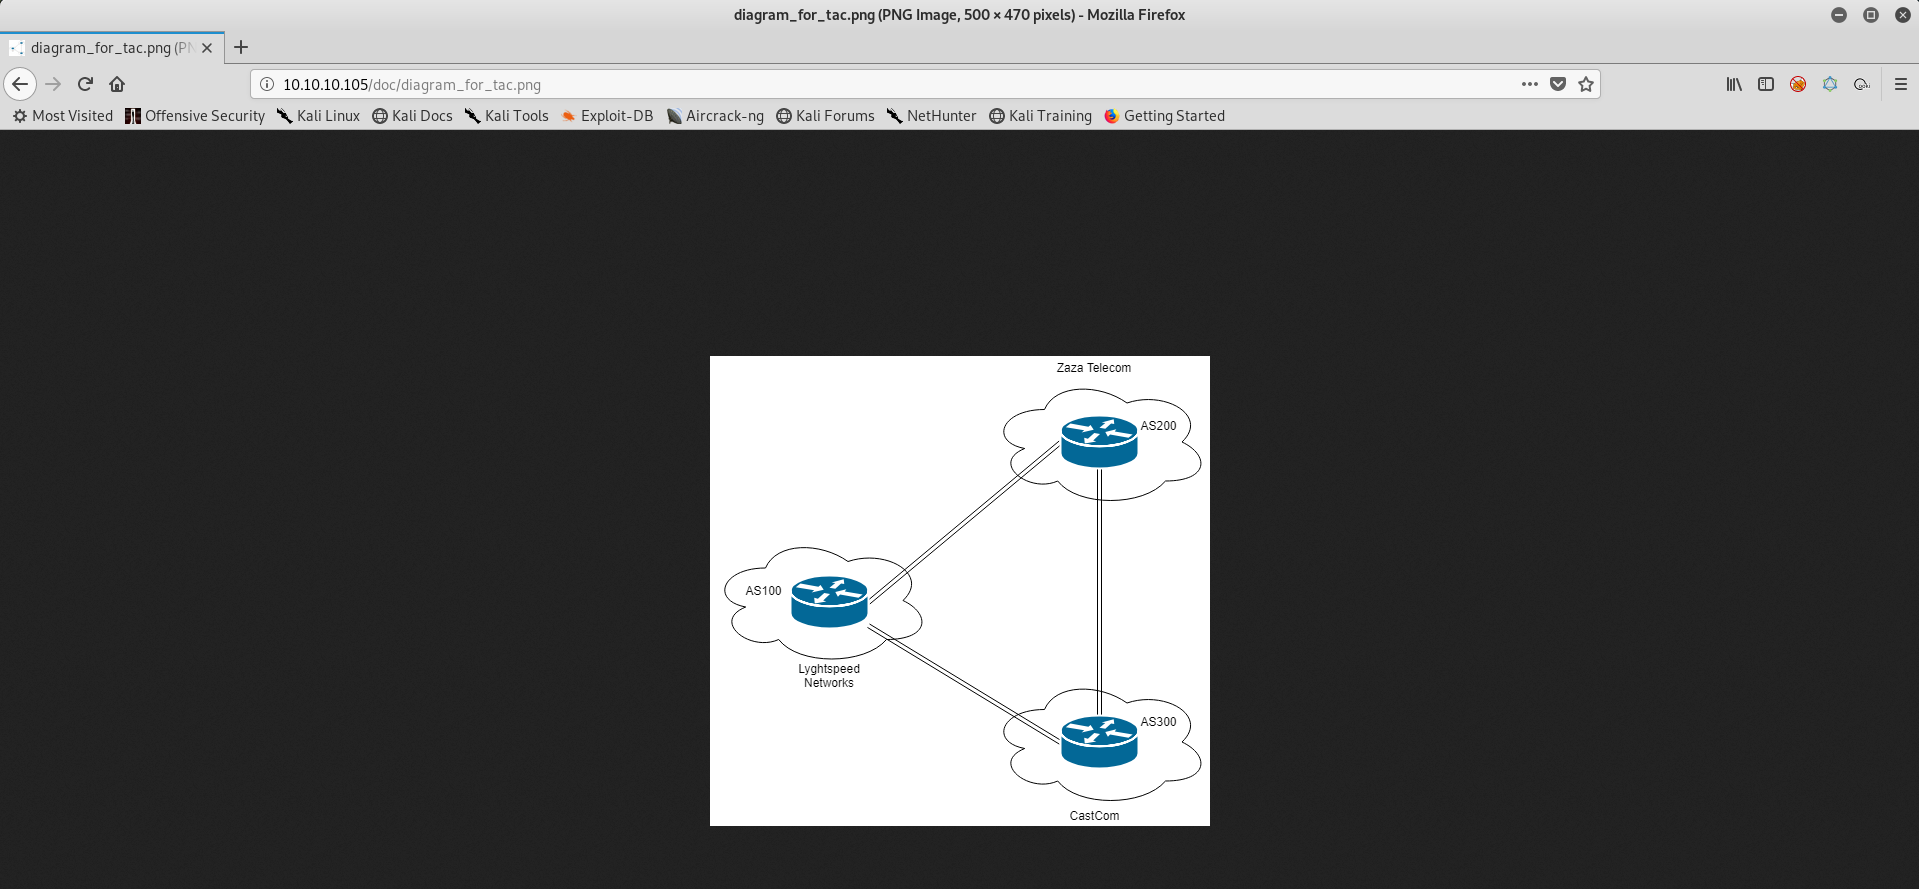 diagram_for_tac.png (PNG Image, 500 × 470 pixels) - Mozilla Firefox
diagram_for_tac.png (PN
10.10.10.105/doc/diagram_for_tac.png
Most Visited Offensive Security Kali Linux Kali Docs Kali Tools Exploit-DB Aircrack-ng Kali Forums NetHunter Kali Training Getting Started
Zaza Telecom
AS200
AS100
Lyghtspeed
Networks
AS300
CastCom